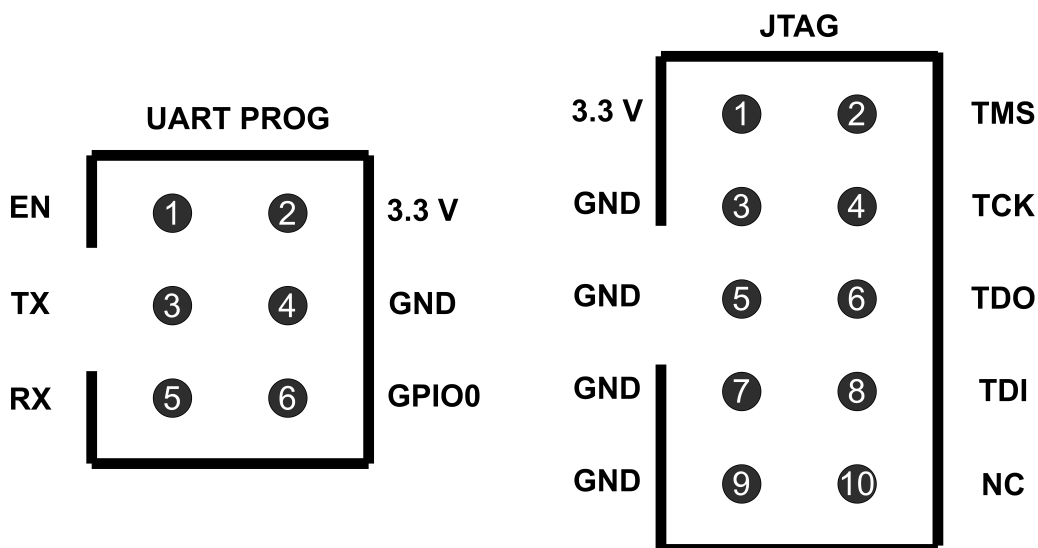 UART PROG
EN 1 2 3.3 V
TX 3 4 GND
RX 5 6 GPIO0
JTAG
3.3 V 1 2 TMS
GND 3 4 TCK
GND 5 6 TDO
GND 7 8 TDI
GND 9 10 NC